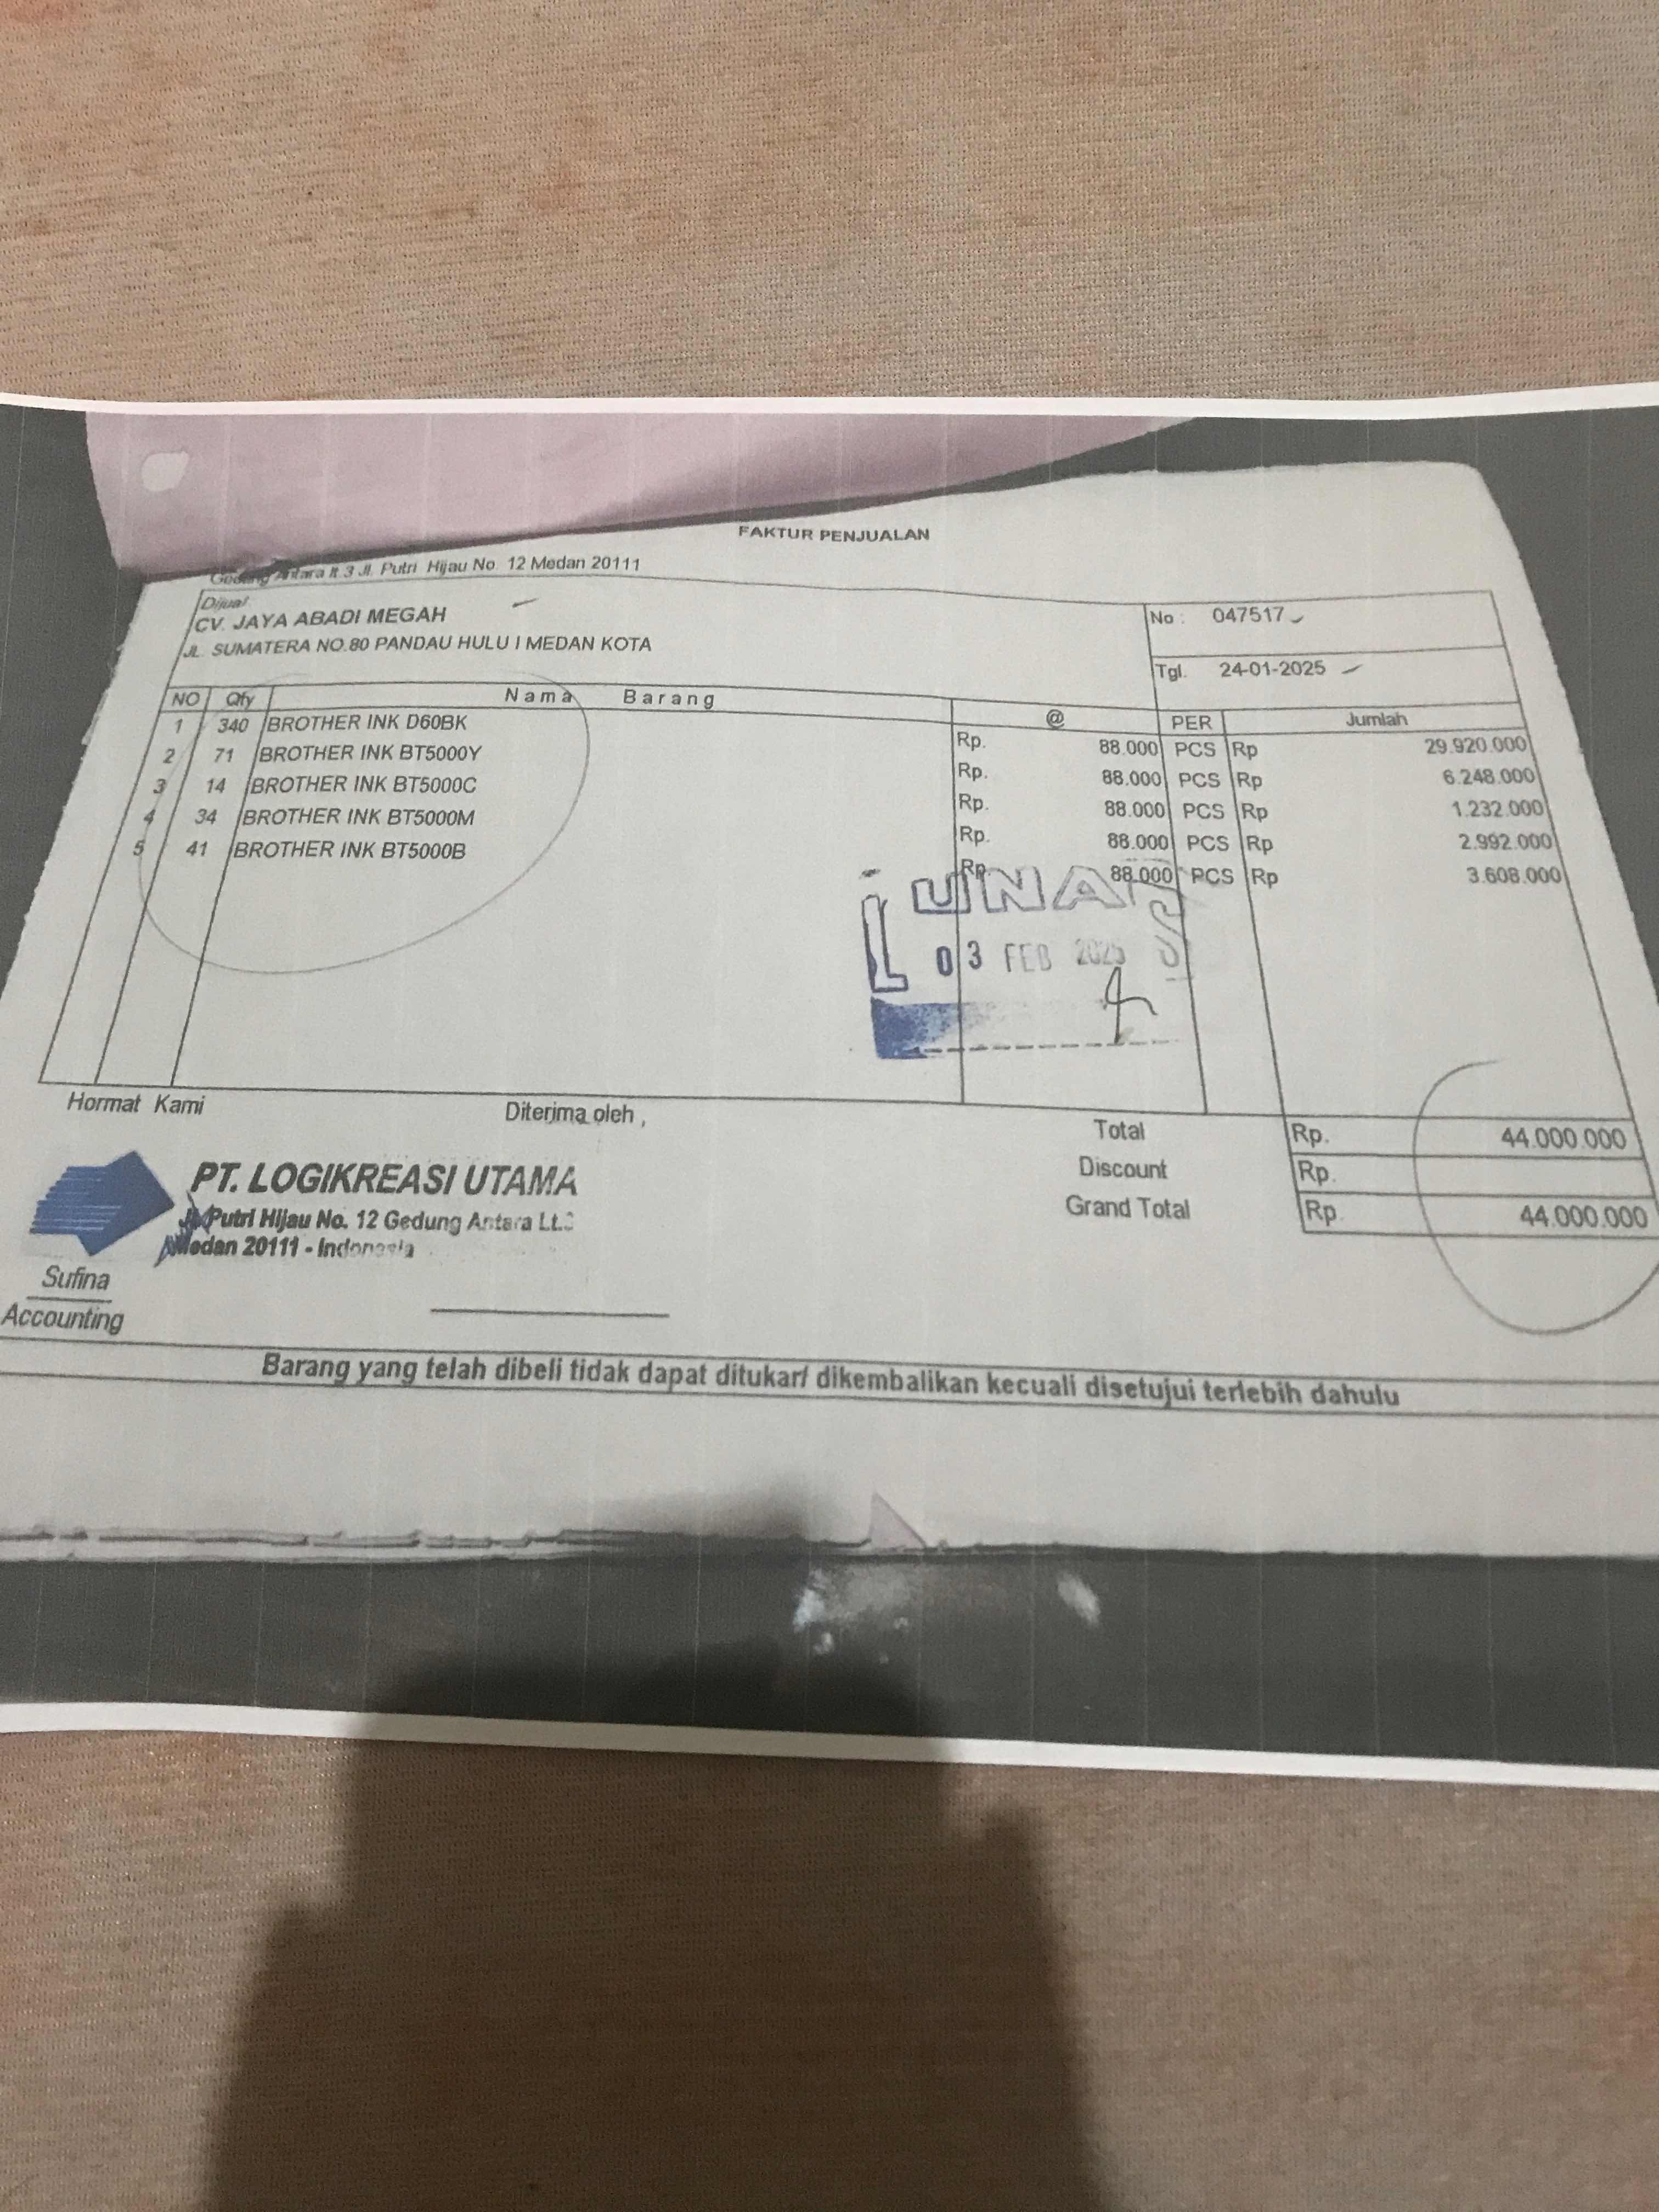 FAKTUR PENJUALAN
Gedung Antara lt.3 Jl. Putri Hijau No. 12 Medan 20111
Dijual
CV. JAYA ABADI MEGAH
JL. SUMATERA NO.80 PANDAU HULU I MEDAN KOTA
No : 047517
Tgl. 24-01-2025
NO Qty Nama Barang @ PER Jumlah
1 340 BROTHER INK D60BK Rp. 88.000 PCS Rp 29.920.000
2 71 BROTHER INK BT5000Y Rp. 88.000 PCS Rp 6.248.000
3 14 BROTHER INK BT5000C Rp. 88.000 PCS Rp 1.232.000
4 34 BROTHER INK BT5000M Rp. 88.000 PCS Rp 2.992.000
5 41 BROTHER INK BT5000B Rp. 88.000 PCS Rp 3.608.000
LUNAS
03 FEB 2025
Hormat Kami Diterima oleh ,
Total Rp. 44.000.000
Discount Rp.
Grand Total Rp. 44.000.000
PT. LOGIKREASI UTAMA
Jl. Putri Hijau No. 12 Gedung Antara Lt.3
Medan 20111 - Indonesia
Sufina
Accounting
Barang yang telah dibeli tidak dapat ditukar/ dikembalikan kecuali disetujui terlebih dahulu